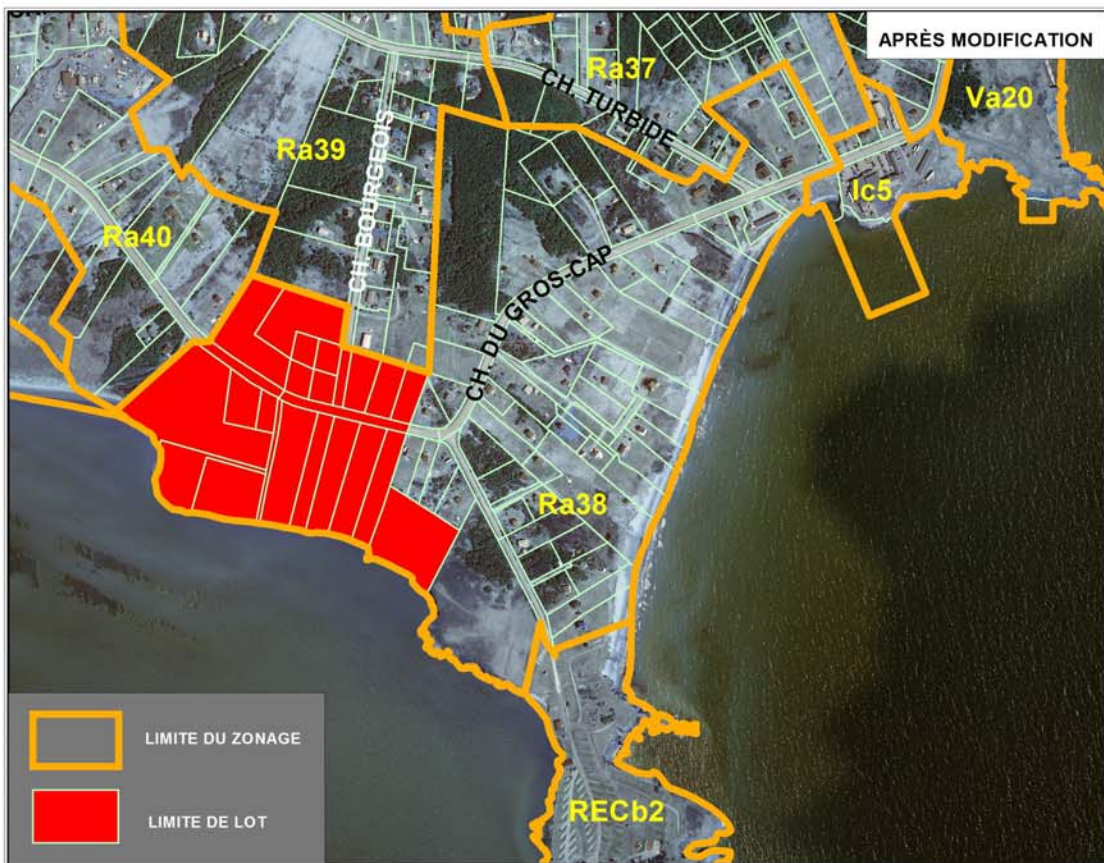 APRÈS MODIFICATION
Ra37
CH. TURBIDE
Va20
Ra39
CH. BOURGEOIS
Ic5
Ra40
CH. DU GROS-CAP
Ra38
LIMITE DU ZONAGE
LIMITE DE LOT
RECb2